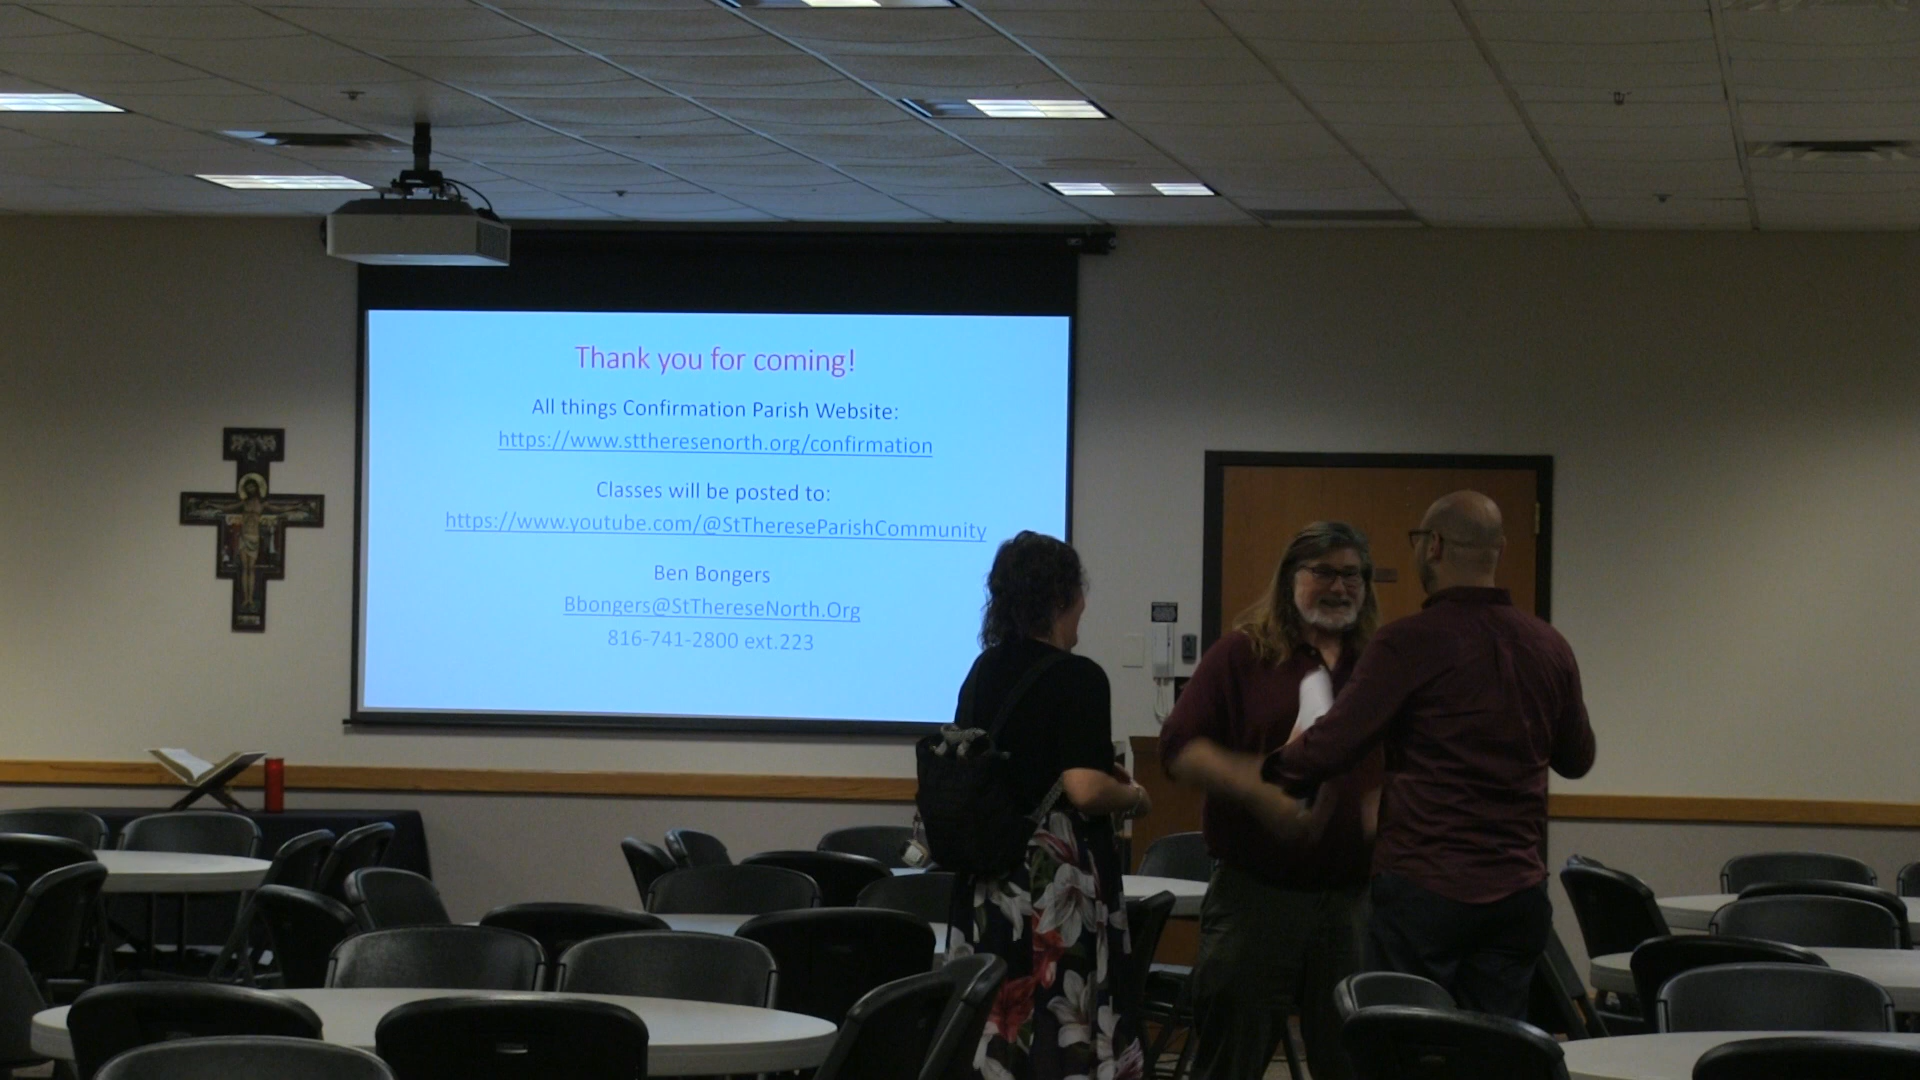 Thank you for coming!
All things Confirmation Parish Website:
https://www.sttheresenorth.org/confirmation
Classes will be posted to:
https://www.youtube.com/@StThereseParishCommunity
Ben Bongers
Bbongers@StThereseNorth.Org
816-741-2800 ext.223